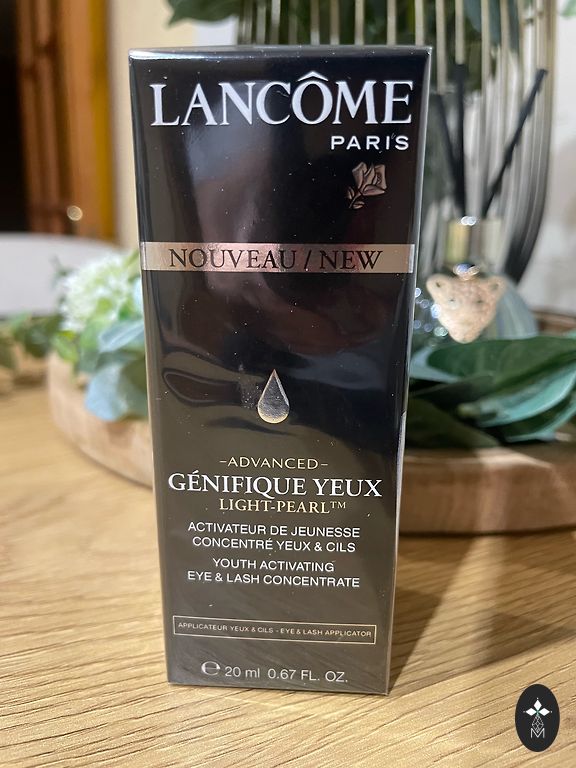 LANCÔME
PARIS
NOUVEAU / NEW
-ADVANCED-
GÉNIFIQUE YEUX
LIGHT-PEARL™
ACTIVATEUR DE JEUNESSE
CONCENTRÉ YEUX & CILS
YOUTH ACTIVATING
EYE & LASH CONCENTRATE
APPLICATEUR YEUX & CILS - EYE & LASH APPLICATOR
℮ 20 ml 0.67 FL. OZ.
M